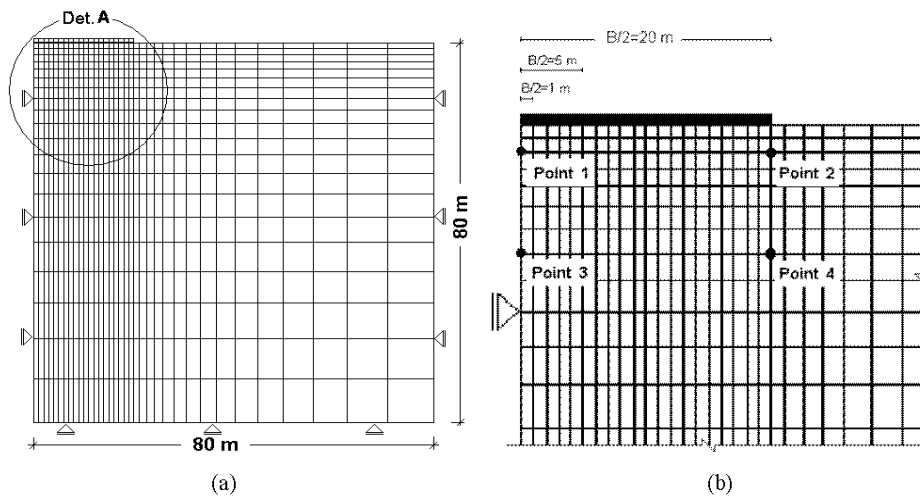 Det. A
80 m
80 m
(a)
B/2=20 m
B/2=5 m
B/2=1 m
Point 1
Point 2
Point 3
Point 4
(b)